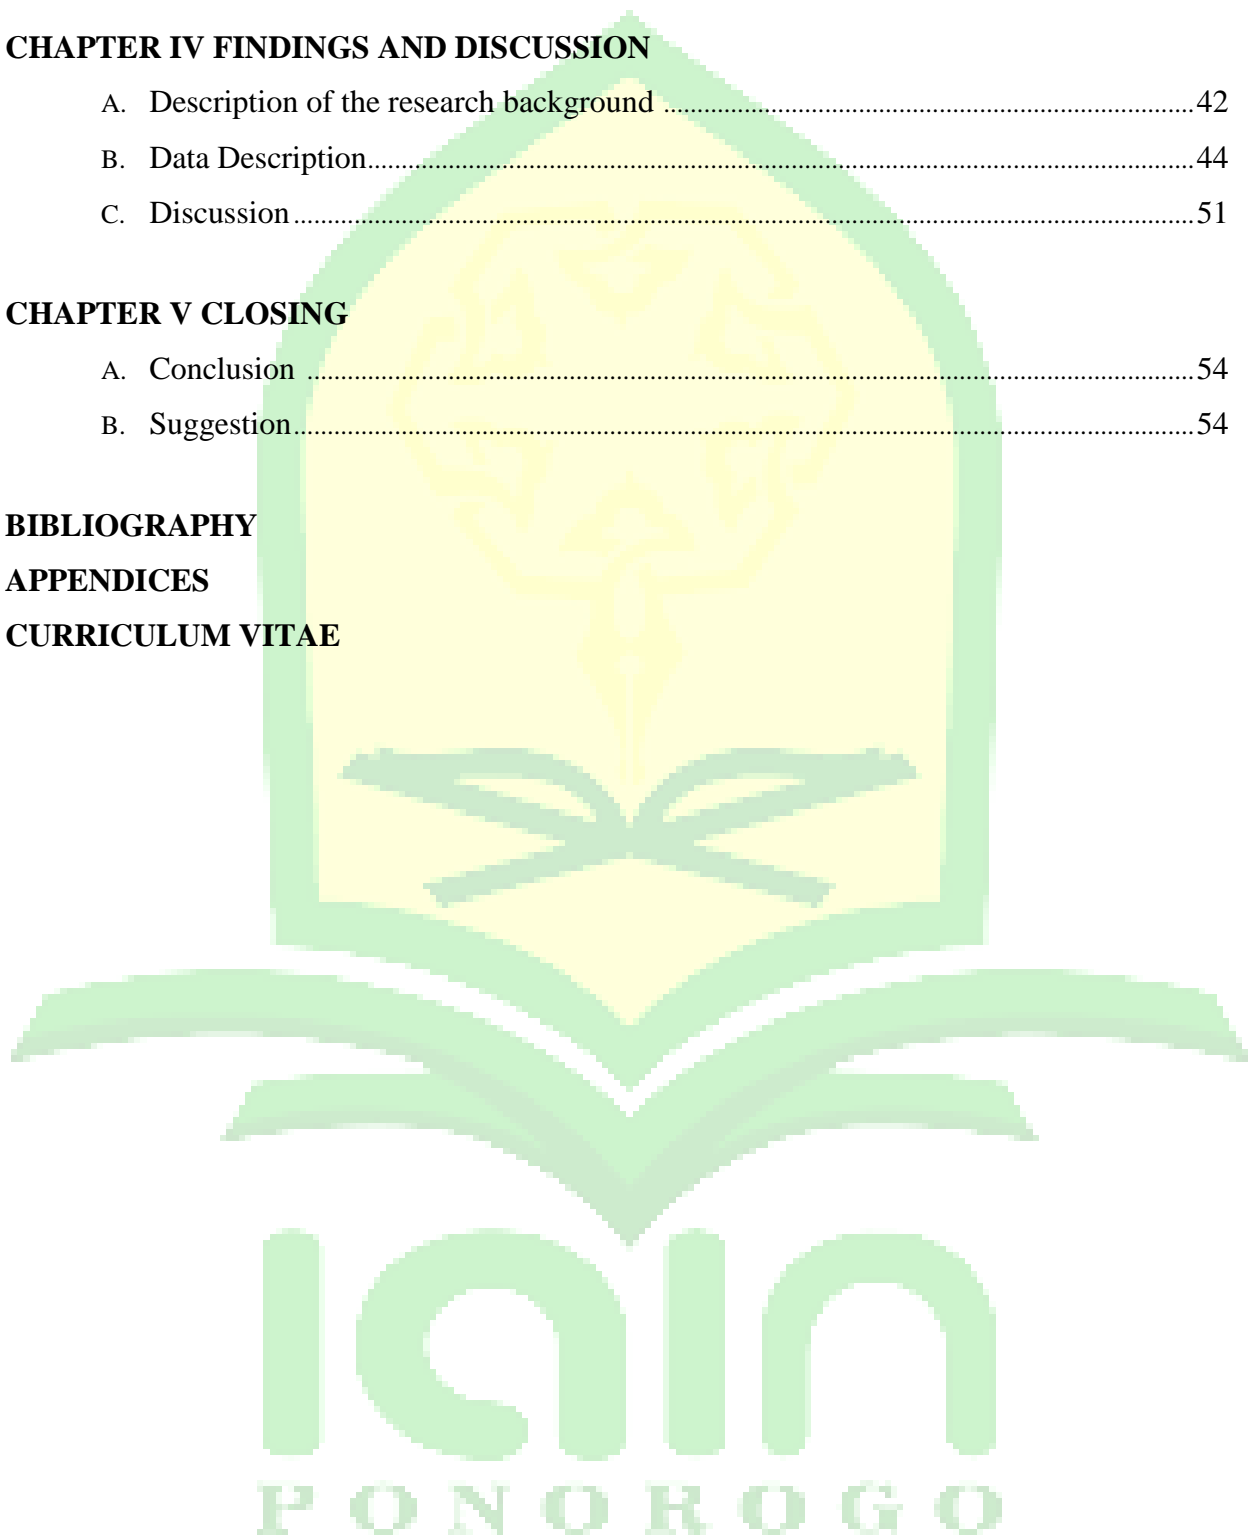 CHAPTER IV FINDINGS AND DISCUSSION
A. Description of the research background ........................................................................... 42
B. Data Description........................................................................................................................ 44
C. Discussion................................................................................................................................... 51
CHAPTER V CLOSING
A. Conclusion ................................................................................................................................. 54
B. Suggestion................................................................................................................................... 54
BIBLIOGRAPHY
APPENDICES
CURRICULUM VITAE
iain
PONOROGO